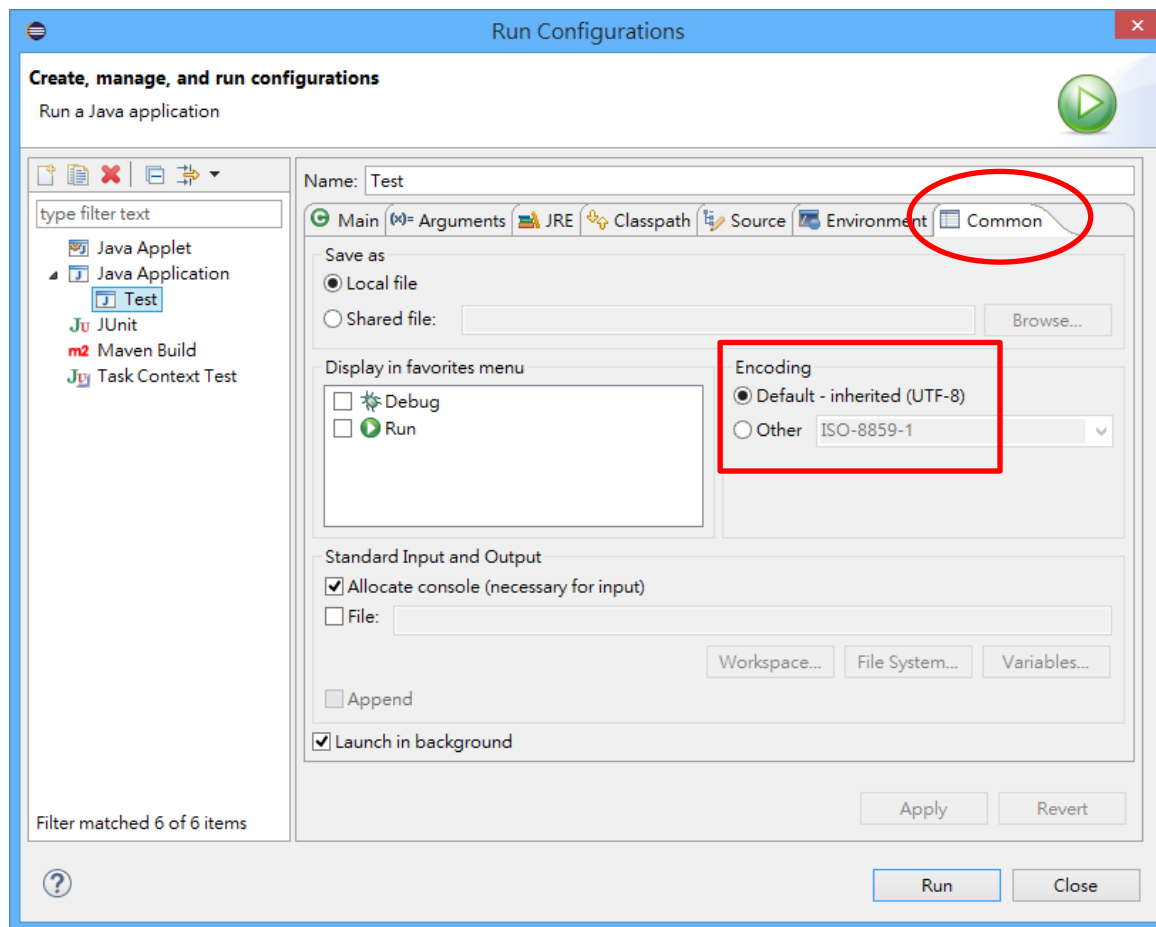 Run Configurations
Create, manage, and run configurations
Run a Java application
type filter text
Java Applet
Java Application
Test
JUnit
Maven Build
Task Context Test
Filter matched 6 of 6 items
Name: Test
Main (x)= Arguments JRE Classpath Source Environment Common
Save as
Local file
Shared file: Browse...
Display in favorites menu
Debug
Run
Encoding
Default - inherited (UTF-8)
Other ISO-8859-1
Standard Input and Output
Allocate console (necessary for input)
File:
Workspace... File System... Variables...
Append
Launch in background
Apply Revert
Run Close